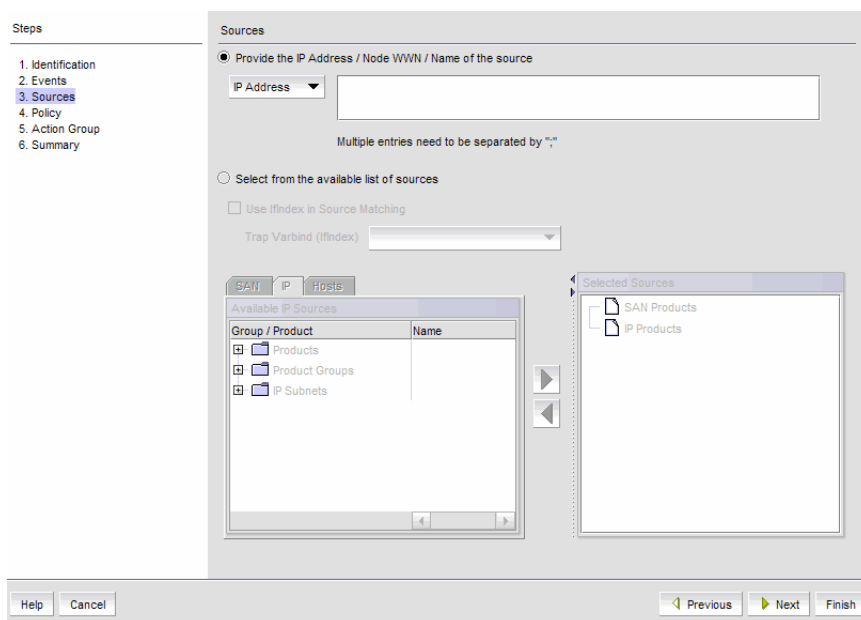 Steps
1. Identification
2. Events
3. Sources
4. Policy
5. Action Group
6. Summary
Sources
Provide the IP Address / Node WWN / Name of the source
IP Address
Multiple entries need to be separated by ";"
Select from the available list of sources
Use IfIndex in Source Matching
Trap Varbind (IfIndex)
SAN IP Hosts
Available IP Sources
Group / Product Name
Products
Product Groups
IP Subnets
Selected Sources
SAN Products
IP Products
Help Cancel Previous Next Finish